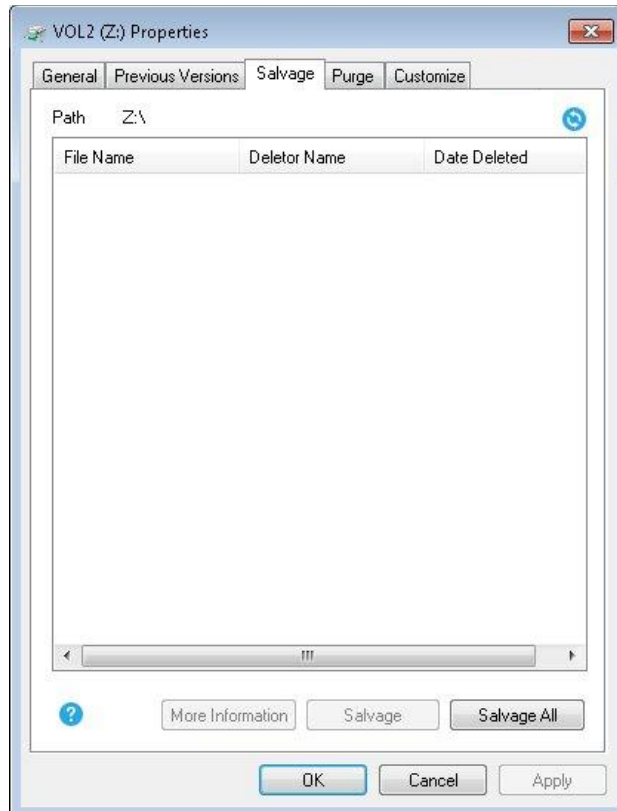 VOL2 (Z:) Properties
General Previous Versions Salvage Purge Customize
Path Z:\
File Name Deletor Name Date Deleted
More Information Salvage Salvage All
OK Cancel Apply